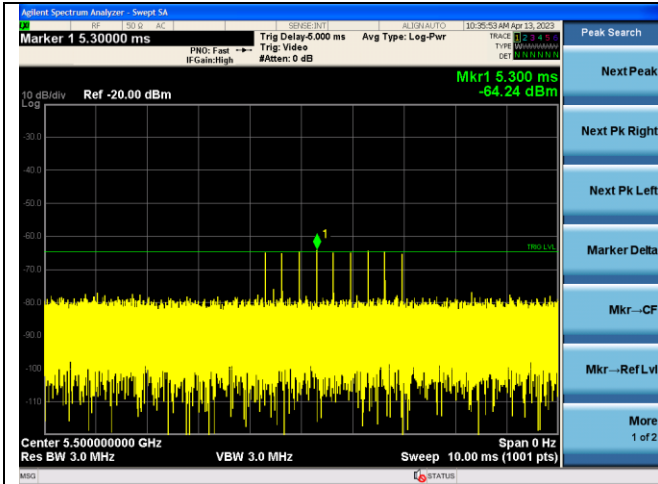 Agilent Spectrum Analyzer - Swept SA
RF 50 Ω AC SENSE:INT ALIGN AUTO 10:35:53 AM Apr 13, 2023
Marker 1 5.30000 ms
PNO: Fast
IFGain:High
Trig Delay-5.000 ms
Trig: Video
#Atten: 0 dB
Avg Type: Log-Pwr
TRACE 1 2 3 4 5 6
TYPE W
DET N N N N N N
Peak Search
Mkr1 5.300 ms
-64.24 dBm
10 dB/div Ref -20.00 dBm
Log
-30.0
-40.0
-50.0
-60.0
-70.0
-80.0
-90.0
-100
-110
1
TRIG LVL
Next Peak
Next Pk Right
Next Pk Left
Marker Delta
Mkr→CF
Mkr→Ref Lvl
More
1 of 2
Center 5.500000000 GHz Span 0 Hz
Res BW 3.0 MHz VBW 3.0 MHz Sweep 10.00 ms (1001 pts)
MSG STATUS